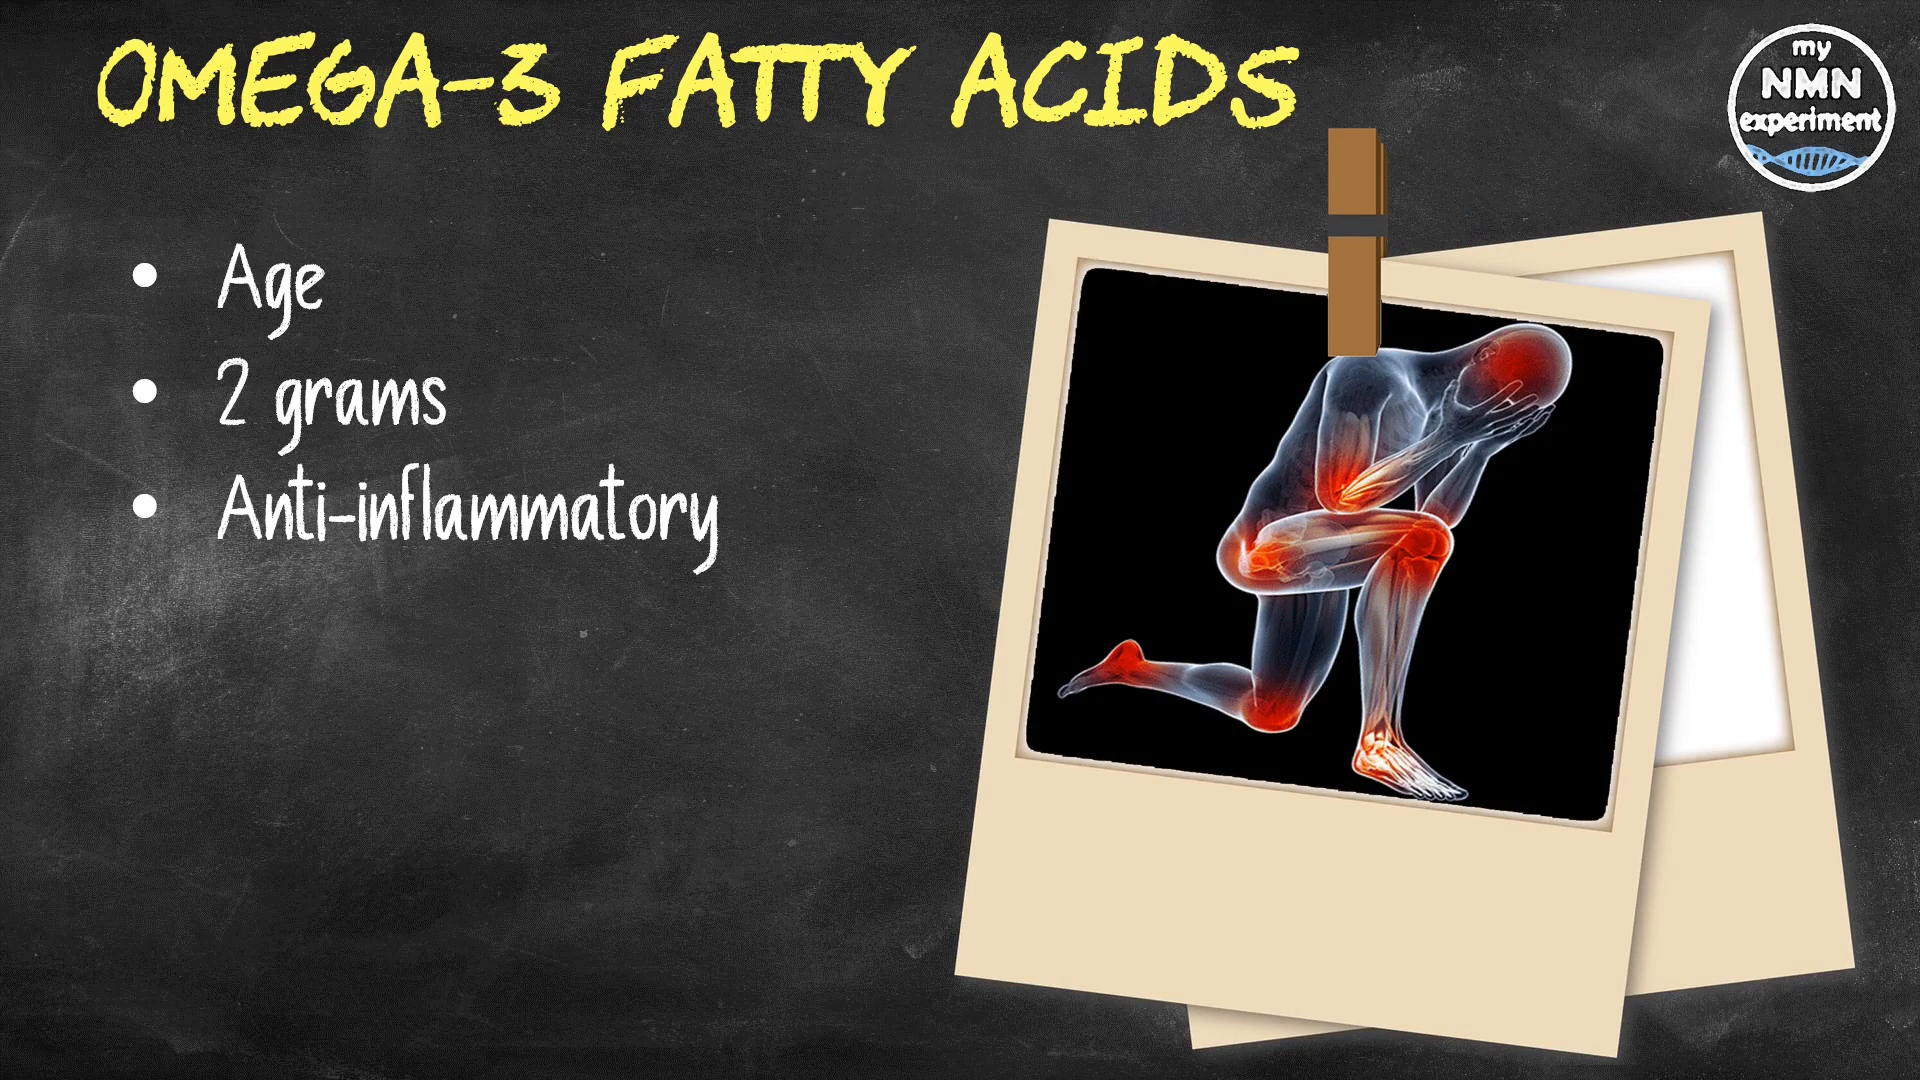 OMEGA-3 FATTY ACIDS
my
NMN
experiment
• Age
• 2 grams
• Anti-inflammatory